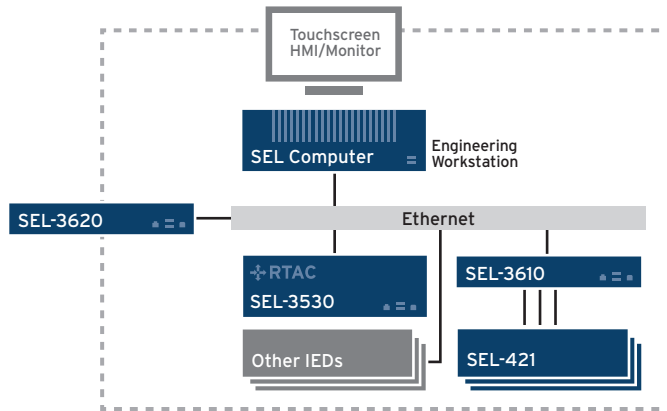 Touchscreen
HMI/Monitor
SEL Computer
Engineering
Workstation
SEL-3620
Ethernet
RTAC
SEL-3530
SEL-3610
Other IEDs
SEL-421